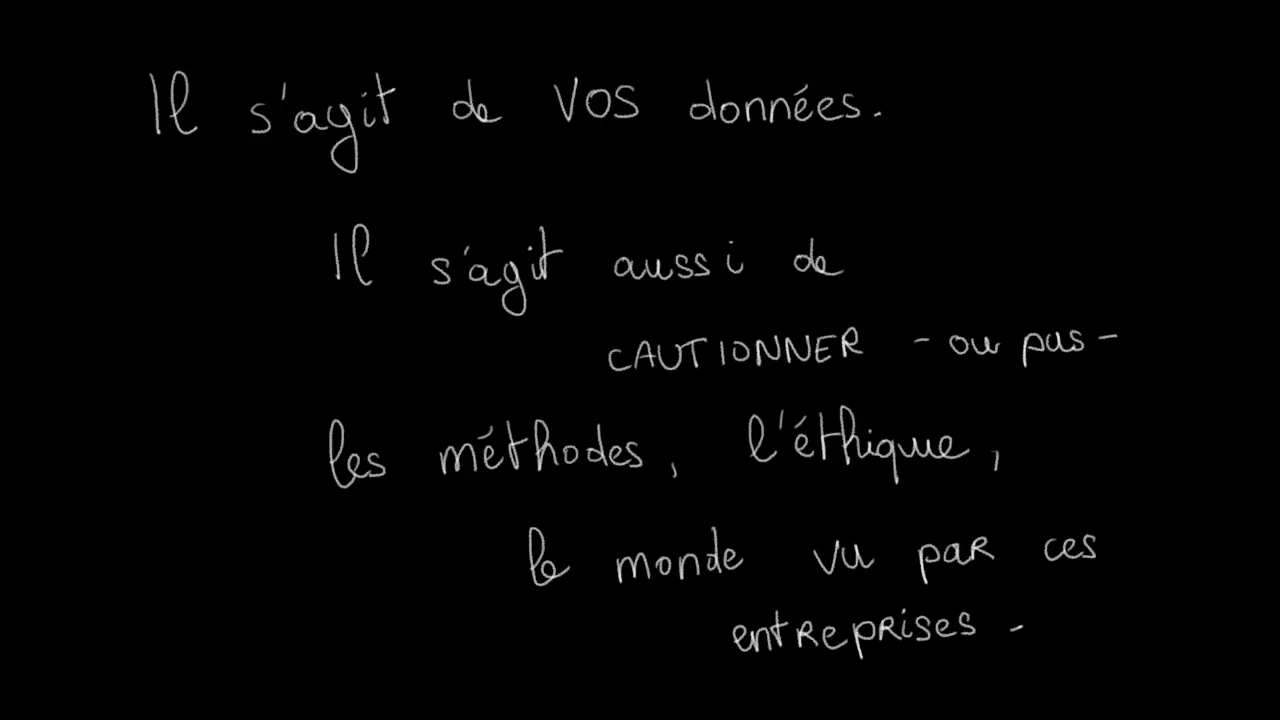 Il s'agit de VOS données.
Il s'agit aussi de
CAUTIONNER - ou pas -
les méthodes, l'éthique,
le monde vu par ces
entreprises.